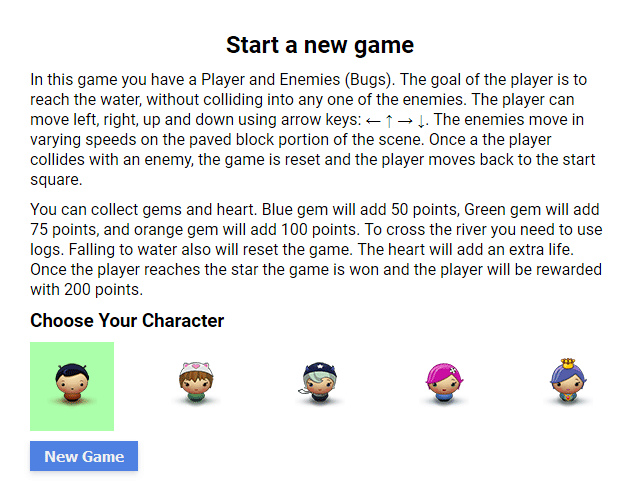 Start a new game
In this game you have a Player and Enemies (Bugs). The goal of the player is to
reach the water, without colliding into any one of the enemies. The player can
move left, right, up and down using arrow keys: ← ↑ → ↓. The enemies move in
varying speeds on the paved block portion of the scene. Once a the player
collides with an enemy, the game is reset and the player moves back to the start
square.
You can collect gems and heart. Blue gem will add 50 points, Green gem will add
75 points, and orange gem will add 100 points. To cross the river you need to use
logs. Falling to water also will reset the game. The heart will add an extra life.
Once the player reaches the star the game is won and the player will be rewarded
with 200 points.
Choose Your Character
New Game